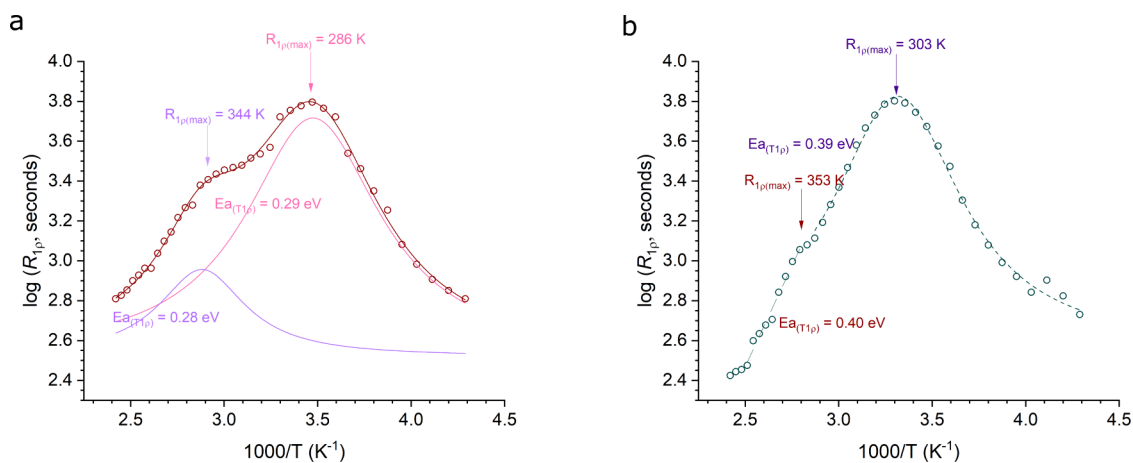 a
R1ρ(max) = 286 K
R1ρ(max) = 344 K
Ea(T1ρ) = 0.29 eV
Ea(T1ρ) = 0.28 eV
log (R1ρ, seconds)
4.0
3.8
3.6
3.4
3.2
3.0
2.8
2.6
2.4
2.5
3.0
3.5
4.0
4.5
1000/T (K-1)
b
R1ρ(max) = 303 K
Ea(T1ρ) = 0.39 eV
R1ρ(max) = 353 K
Ea(T1ρ) = 0.40 eV
log (R1ρ, seconds)
4.0
3.8
3.6
3.4
3.2
3.0
2.8
2.6
2.4
2.5
3.0
3.5
4.0
4.5
1000/T (K-1)